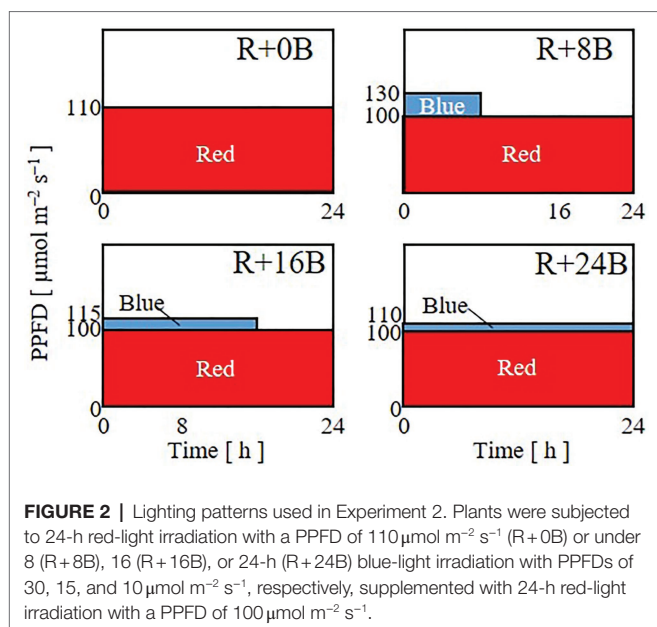 R+0B
110
Red
0
0
24
R+8B
130
100
Blue
Red
0
16
24
PPFD [ μmol m⁻² s⁻¹ ]
R+16B
Blue
115
100
Red
0
0
8
24
Time [ h ]
R+24B
110
100
Blue
Red
0
24
Time [ h ]
FIGURE 2 | Lighting patterns used in Experiment 2. Plants were subjected
to 24-h red-light irradiation with a PPFD of 110 μmol m⁻² s⁻¹ (R + 0B) or under
8 (R + 8B), 16 (R + 16B), or 24-h (R + 24B) blue-light irradiation with PPFDs of
30, 15, and 10 μmol m⁻² s⁻¹, respectively, supplemented with 24-h red-light
irradiation with a PPFD of 100 μmol m⁻² s⁻¹.